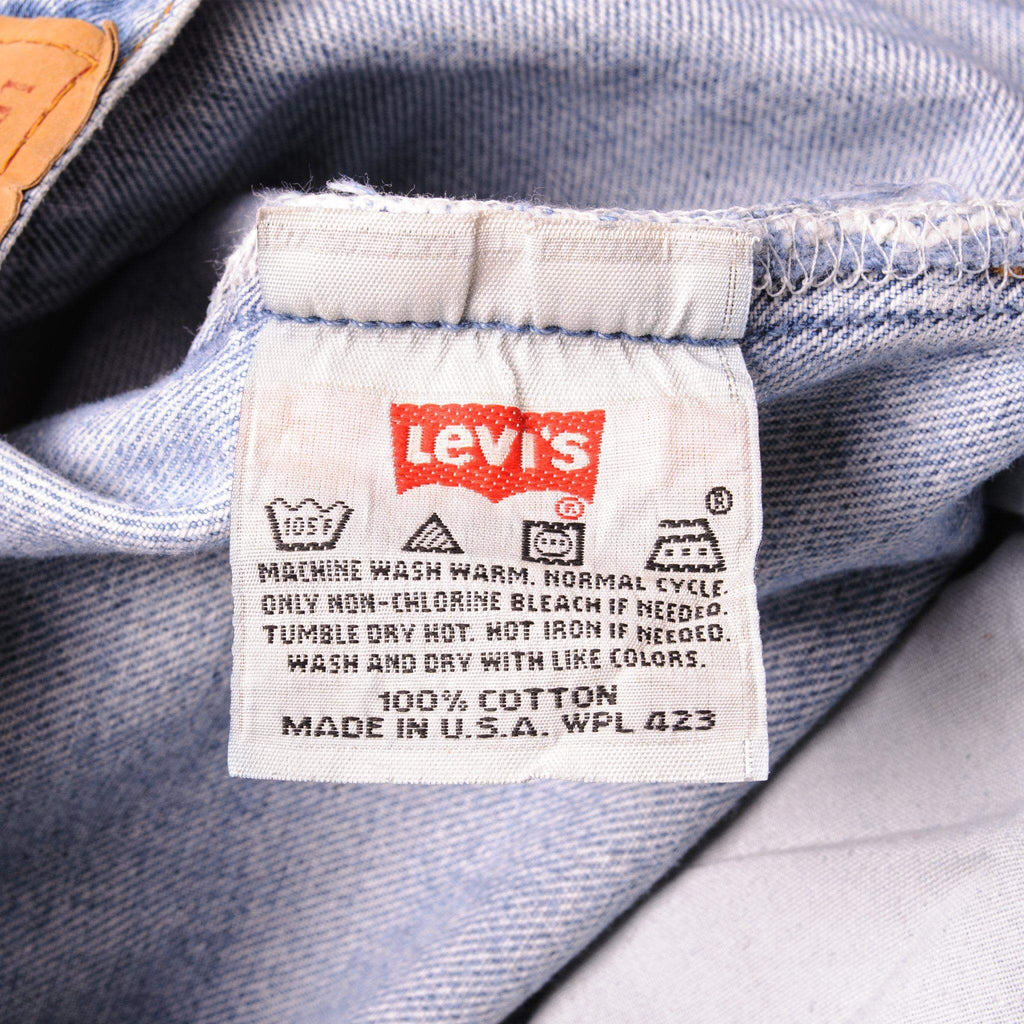 LEVI'S
®
®
105°F
MACHINE WASH WARM. NORMAL CYCLE.
ONLY NON-CHLORINE BLEACH IF NEEDED.
TUMBLE DRY HOT. HOT IRON IF NEEDED.
WASH AND DRY WITH LIKE COLORS.
100% COTTON
MADE IN U.S.A. WPL 423